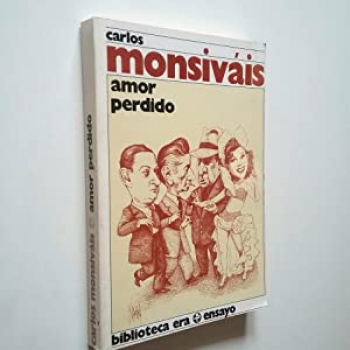 carlos
monsiváis
amor
perdido
biblioteca era ensayo
carlos monsiváis amor perdido